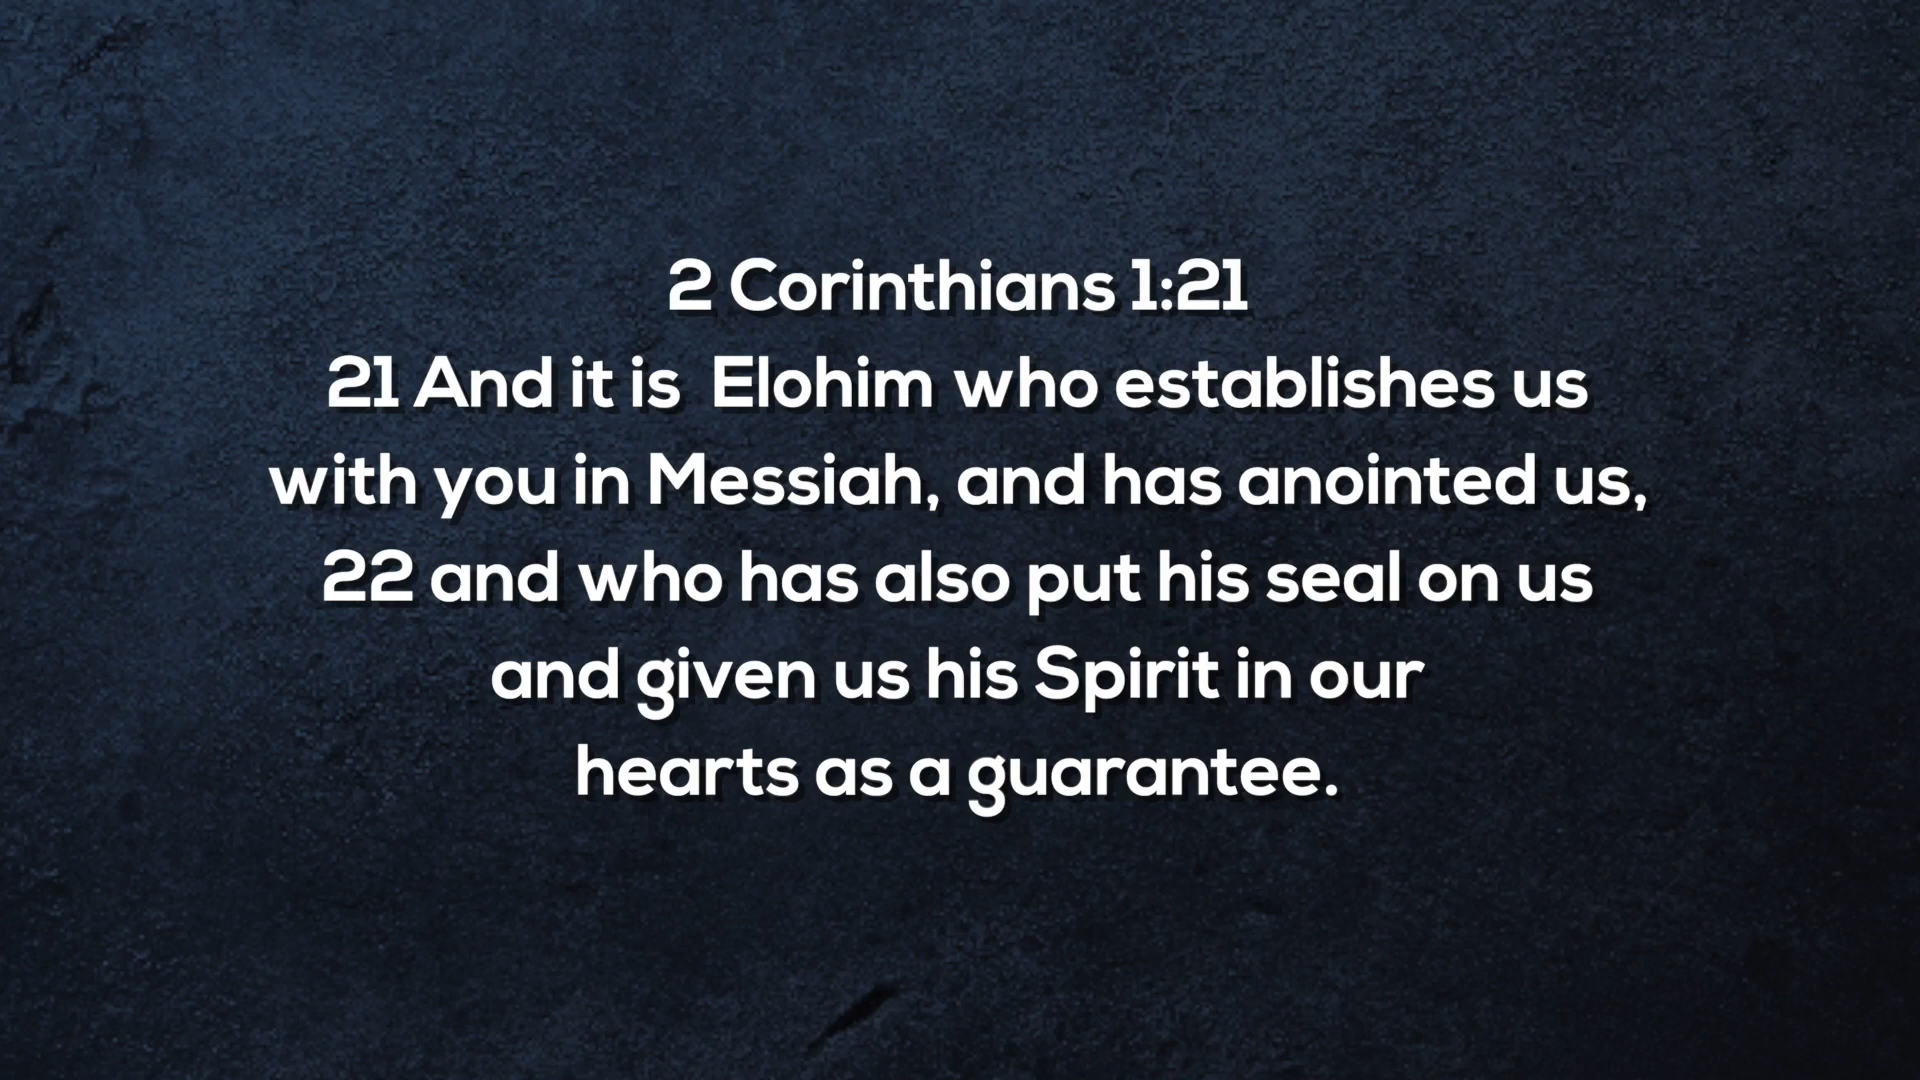 2 Corinthians 1:21
21 And it is  Elohim who establishes us
with you in Messiah, and has anointed us,
22 and who has also put his seal on us
and given us his Spirit in our
hearts as a guarantee.